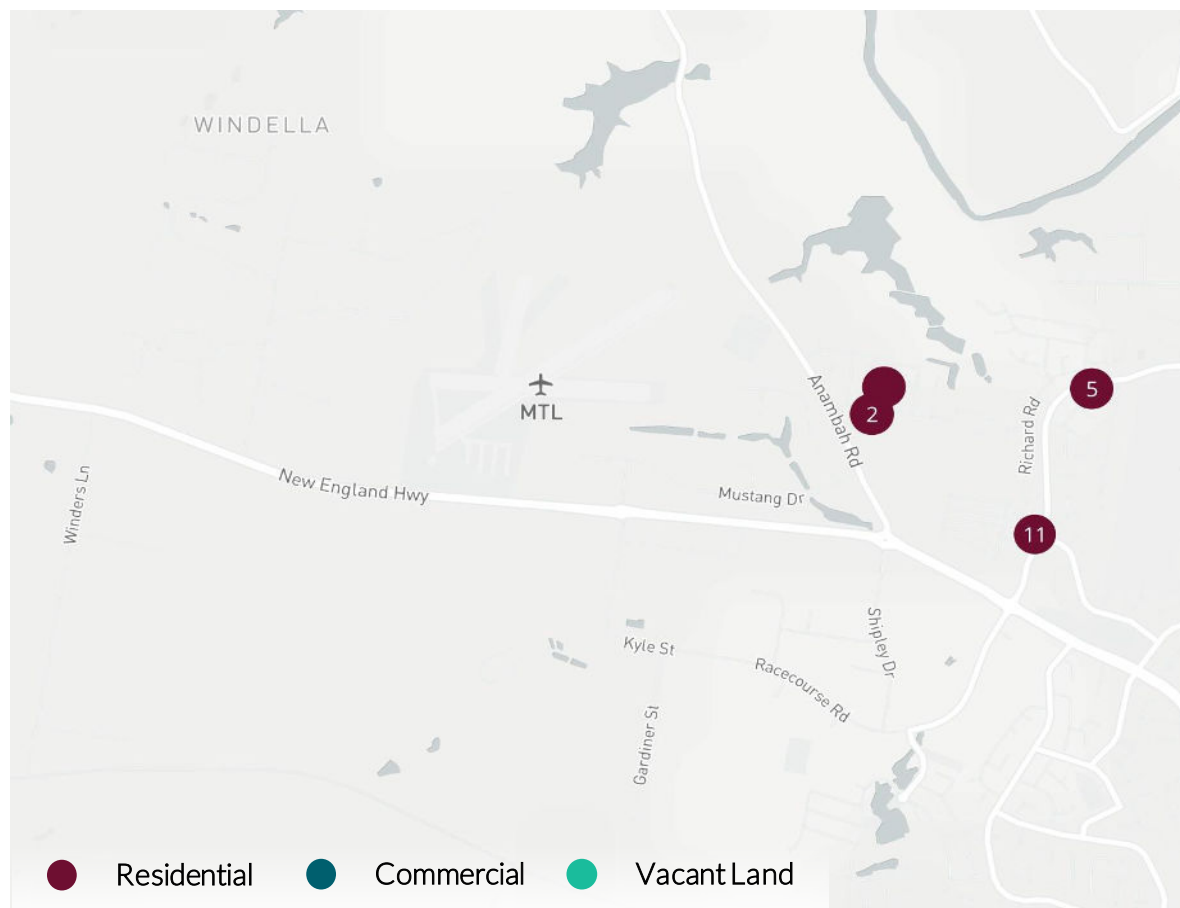 WINDELLA
MTL
Anambah Rd
2
5
Richard Rd
New England Hwy
Winders Ln
Mustang Dr
11
Kyle St
Shipley Dr
Racecourse Rd
Gardiner St
Residential
Commercial
Vacant Land